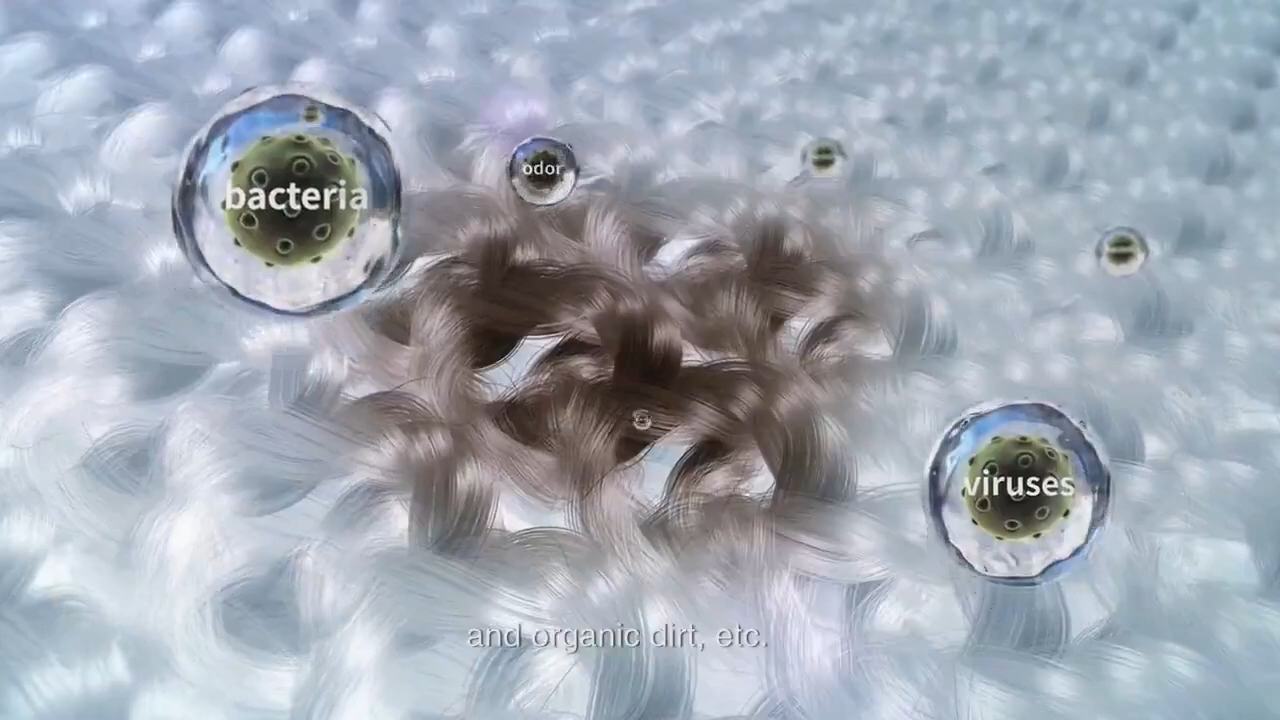 bacteria
odor
viruses
and organic dirt, etc.